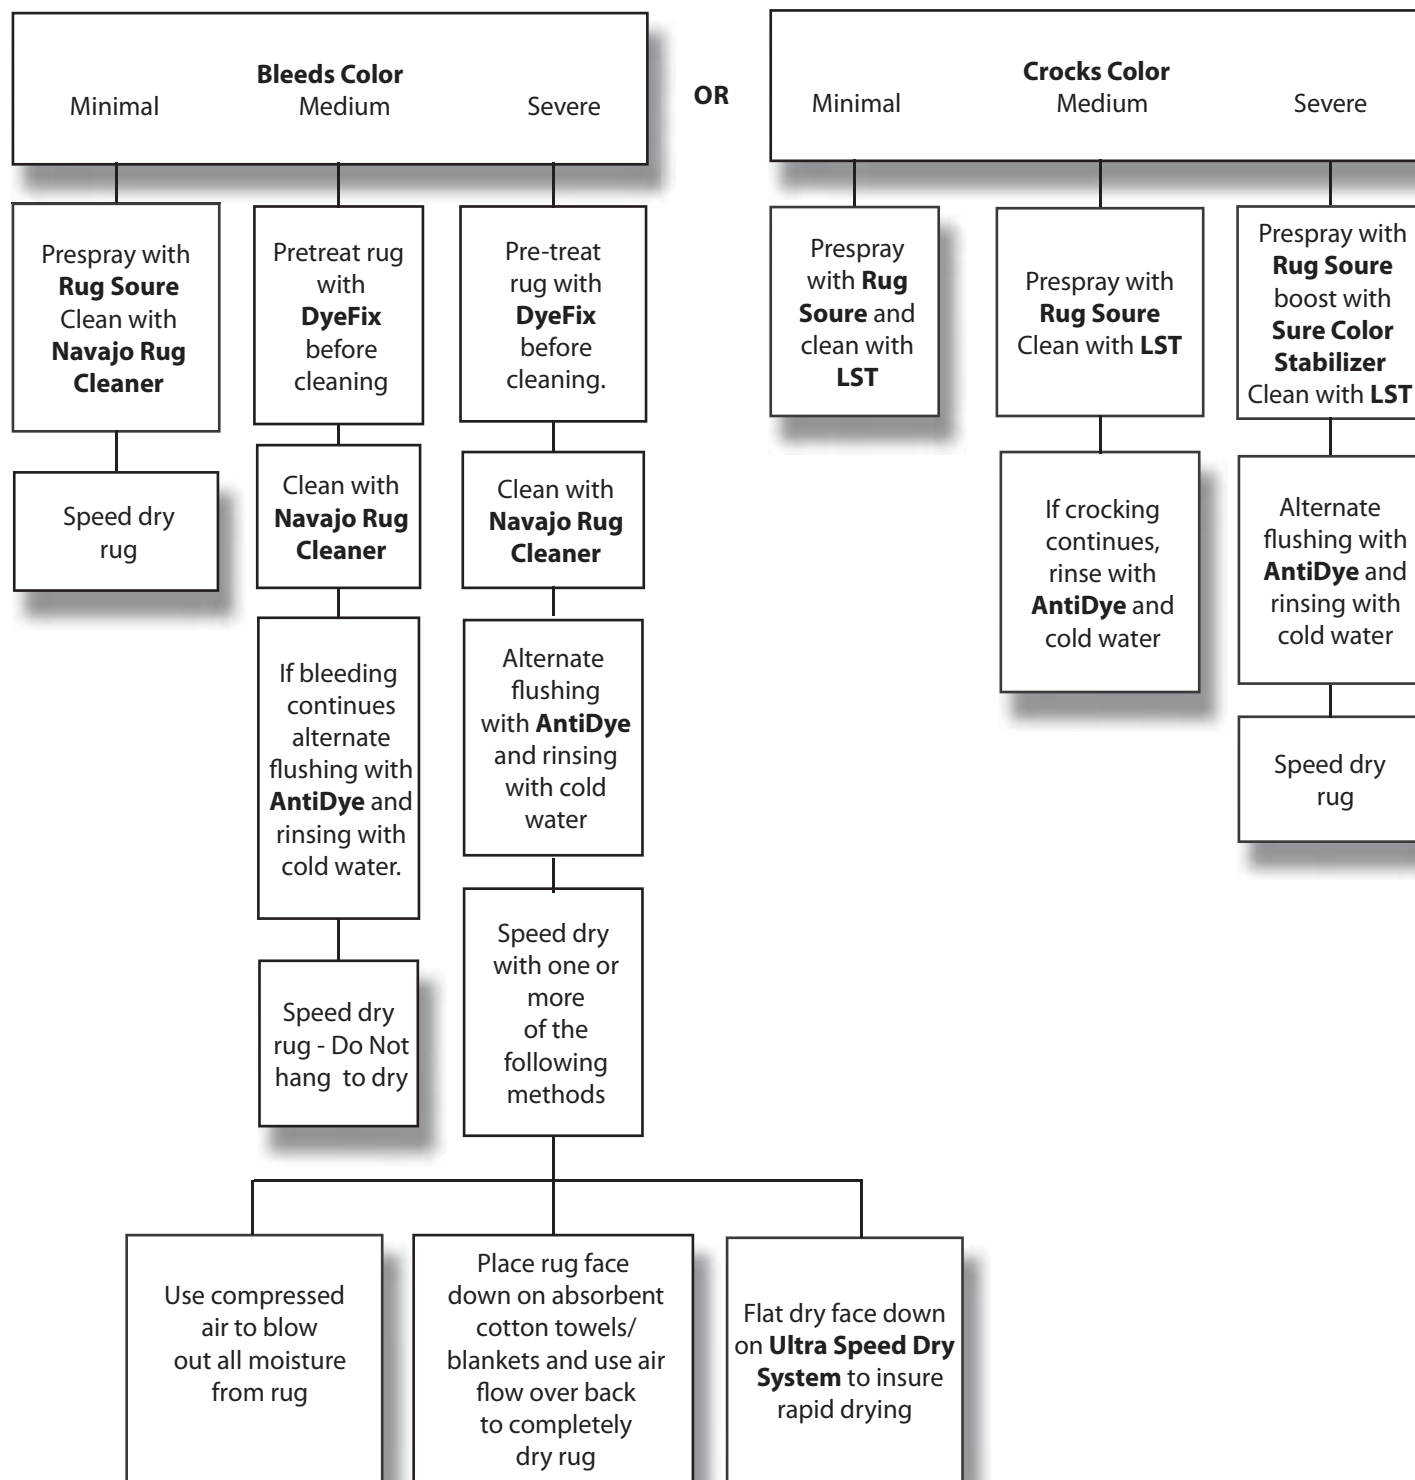 Bleeds Color
Minimal
Medium
Severe
OR
Crocks Color
Minimal
Medium
Severe
Prespray with
Rug Soure
Clean with
Navajo Rug
Cleaner
Speed dry
rug
Pretreat rug
with
DyeFix
before
cleaning
Clean with
Navajo Rug
Cleaner
If bleeding
continues
alternate
flushing with
AntiDye and
rinsing with
cold water.
Speed dry
rug - Do Not
hang to dry
Pre-treat
rug with
DyeFix
before
cleaning.
Clean with
Navajo Rug
Cleaner
Alternate
flushing
with AntiDye
and rinsing
with cold
water
Speed dry
with one or
more
of the
following
methods
Use compressed
air to blow
out all moisture
from rug
Place rug face
down on absorbent
cotton towels/
blankets and use air
flow over back
to completely
dry rug
Flat dry face down
on Ultra Speed Dry
System to insure
rapid drying
Prespray
with Rug
Soure and
clean with
LST
Prespray with
Rug Soure
Clean with LST
If crocking
continues,
rinse with
AntiDye and
cold water
Prespray with
Rug Soure
boost with
Sure Color
Stabilizer
Clean with LST
Alternate
flushing with
AntiDye and
rinsing with
cold water
Speed dry
rug